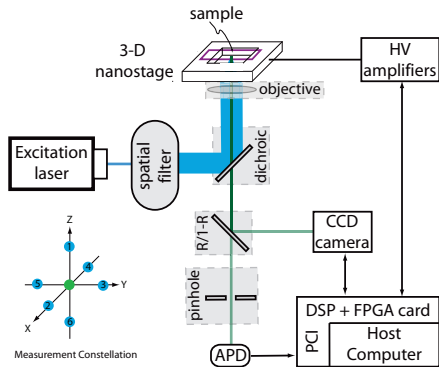 sample
3-D
nanostage
HV
amplifiers
objective
Excitation
laser
spatial
filter
dichroic
R/1-R
CCD
camera
Z
1
4
5
3
Y
2
X
6
Measurement Constellation
pinhole
DSP + FPGA card
PCI
Host
Computer
APD